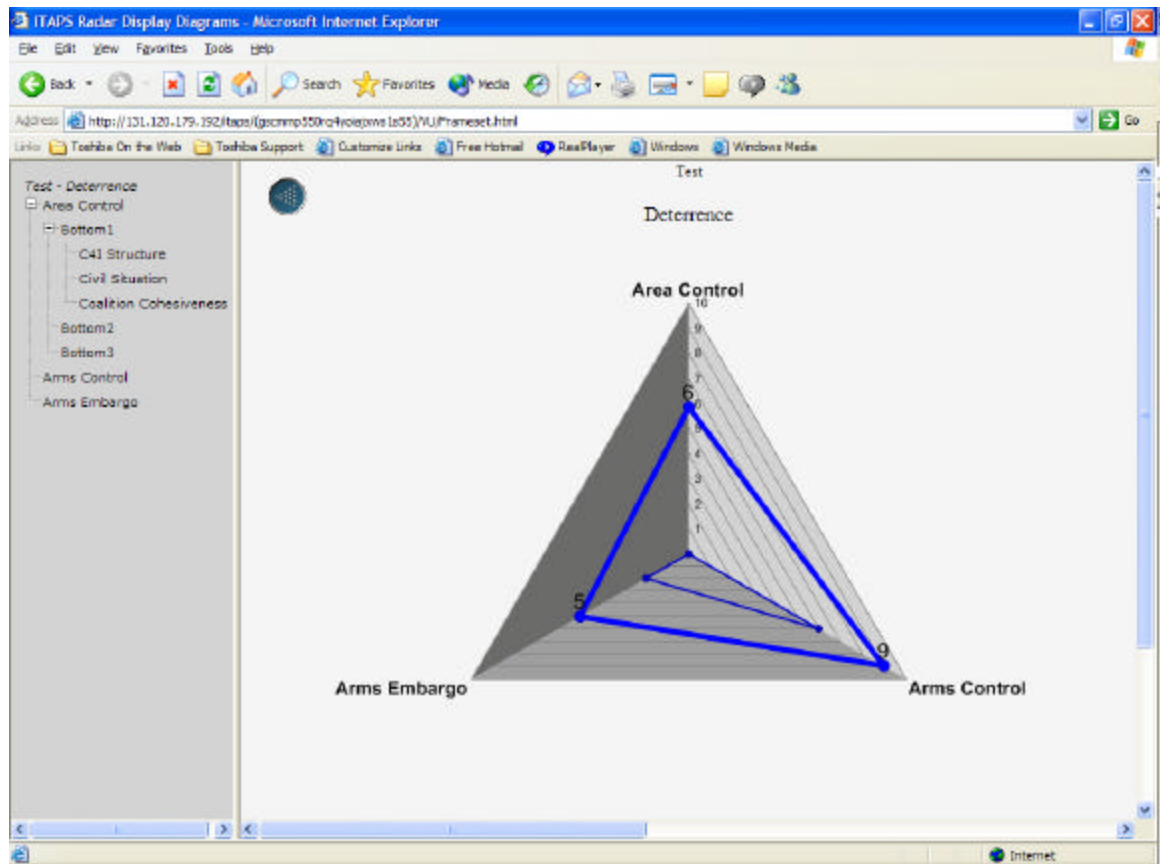 ITAPS Radar Display Diagrams - Microsoft Internet Explorer
File Edit View Favorites Tools Help
Back Search Favorites Media
Address Go
Links Toshiba On the Web Toshiba Support Customize Links Free Hotmail RealPlayer Windows Windows Media
Test - Deterrence
Area Control
Bottom1
C4I Structure
Civil Situation
Coalition Cohesiveness
Bottom2
Bottom3
Arms Control
Arms Embargo
Test
Deterrence
Area Control
10
9
8
7
6
6
5
4
3
2
1
5
9
Arms Embargo
Arms Control
Internet